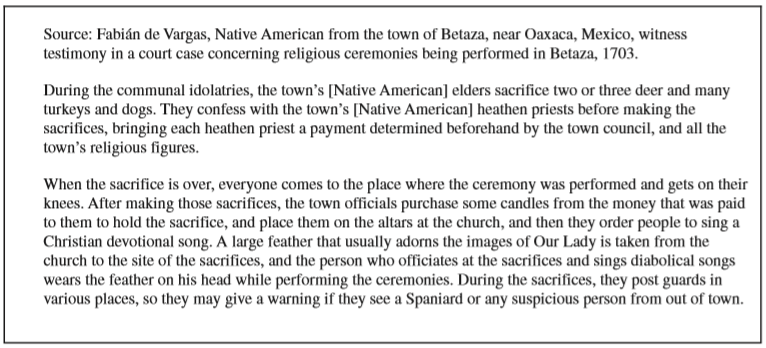 Source: Fabián de Vargas, Native American from the town of Betaza, near Oaxaca, Mexico, witness
testimony in a court case concerning religious ceremonies being performed in Betaza, 1703.
During the communal idolatries, the town’s [Native American] elders sacrifice two or three deer and many
turkeys and dogs. They confess with the town’s [Native American] heathen priests before making the
sacrifices, bringing each heathen priest a payment determined beforehand by the town council, and all the
town’s religious figures.
When the sacrifice is over, everyone comes to the place where the ceremony was performed and gets on their
knees. After making those sacrifices, the town officials purchase some candles from the money that was paid
to them to hold the sacrifice, and place them on the altars at the church, and then they order people to sing a
Christian devotional song. A large feather that usually adorns the images of Our Lady is taken from the
church to the site of the sacrifices, and the person who officiates at the sacrifices and sings diabolical songs
wears the feather on his head while performing the ceremonies. During the sacrifices, they post guards in
various places, so they may give a warning if they see a Spaniard or any suspicious person from out of town.